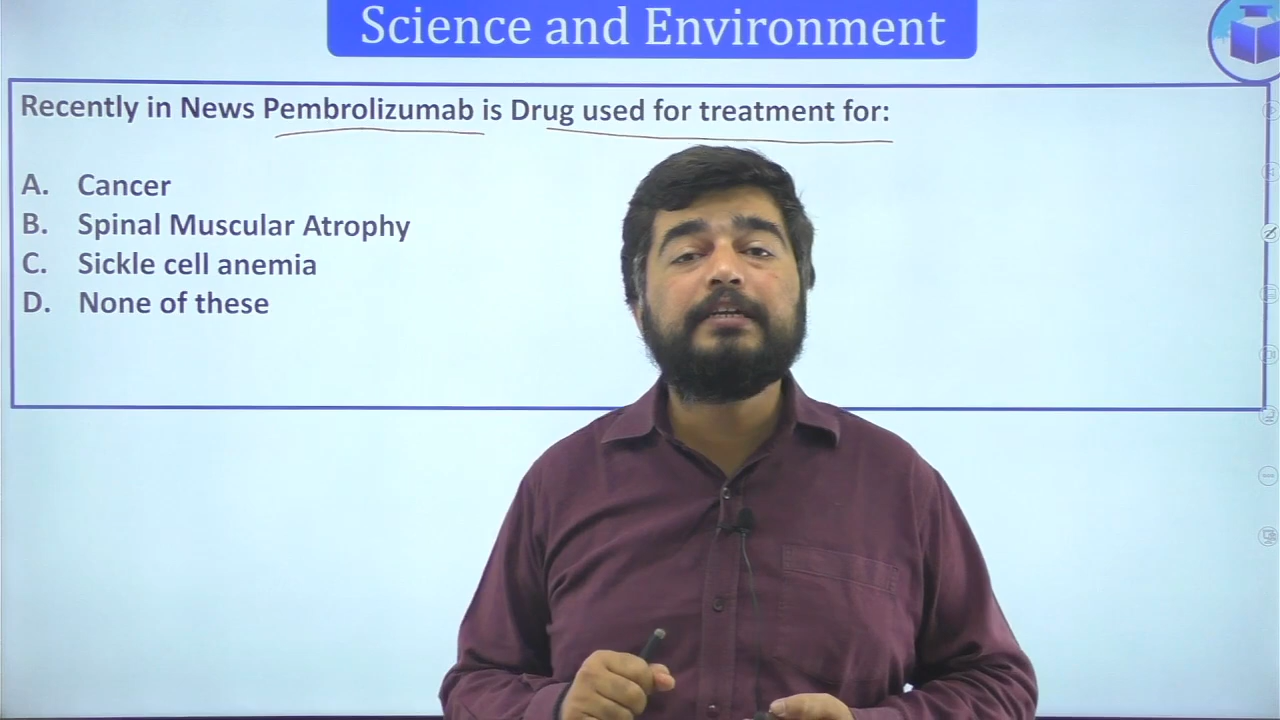 Science and Environment
Recently in News Pembrolizumab is Drug used for treatment for:
A. Cancer
B. Spinal Muscular Atrophy
C. Sickle cell anemia
D. None of these